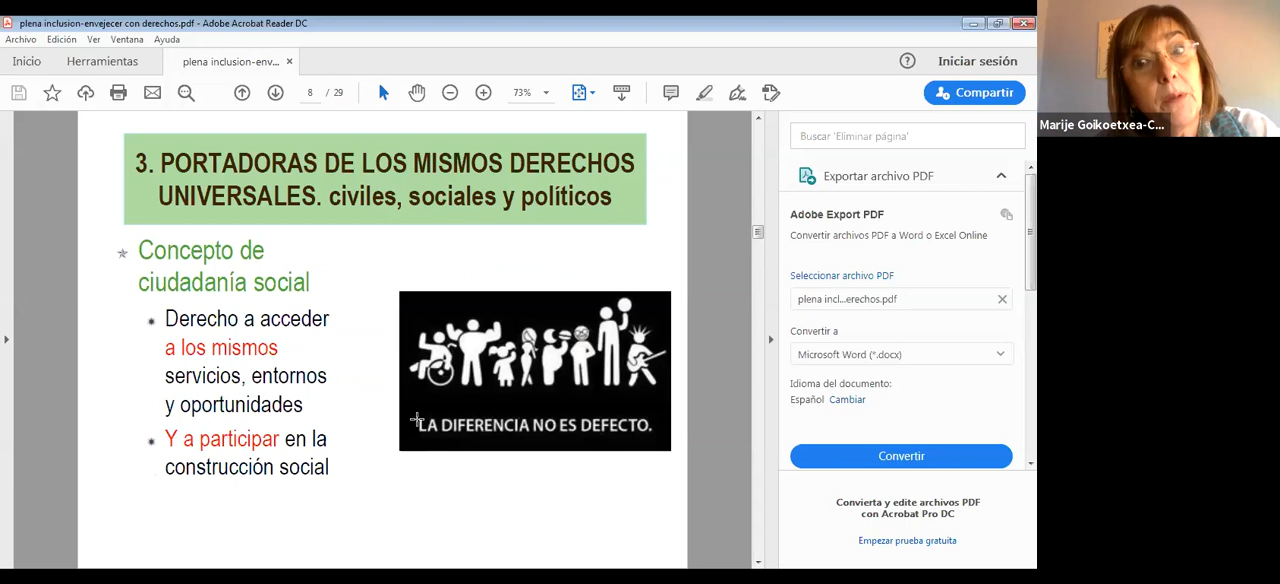 plena inclusion-envejecer con derechos.pdf - Adobe Acrobat Reader DC
Archivo Edición Ver Ventana Ayuda
Inicio Herramientas plena inclusion-env... × Iniciar sesión
8 / 29 73% Compartir
3. PORTADORAS DE LOS MISMOS DERECHOS
UNIVERSALES. civiles, sociales y políticos
Concepto de
ciudadanía social
Derecho a acceder
a los mismos
servicios, entornos
y oportunidades
Y a participar en la
construcción social
LA DIFERENCIA NO ES DEFECTO.
Buscar 'Eliminar página'
Exportar archivo PDF
Adobe Export PDF
Convertir archivos PDF a Word o Excel Online
Seleccionar archivo PDF
plena incl...erechos.pdf
Convertir a
Microsoft Word (*.docx)
Idioma del documento:
Español Cambiar
Convertir
Convierta y edite archivos PDF
con Acrobat Pro DC
Empezar prueba gratuita
Marije Goikoetxea-C...